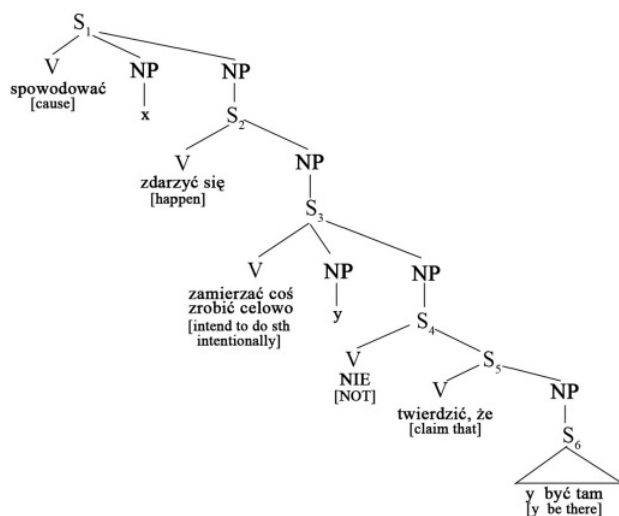 S₁
V NP NP
spowodować
[cause]
x
S₂
V NP
zdarzyć się
[happen]
S₃
V NP NP
zamierzać coś
zrobić celowo
[intend to do sth
intentionally]
y
S₄
V S₅
NIE
[NOT]
V NP
twierdzić, że
[claim that]
S₆
y być tam
[y be there]